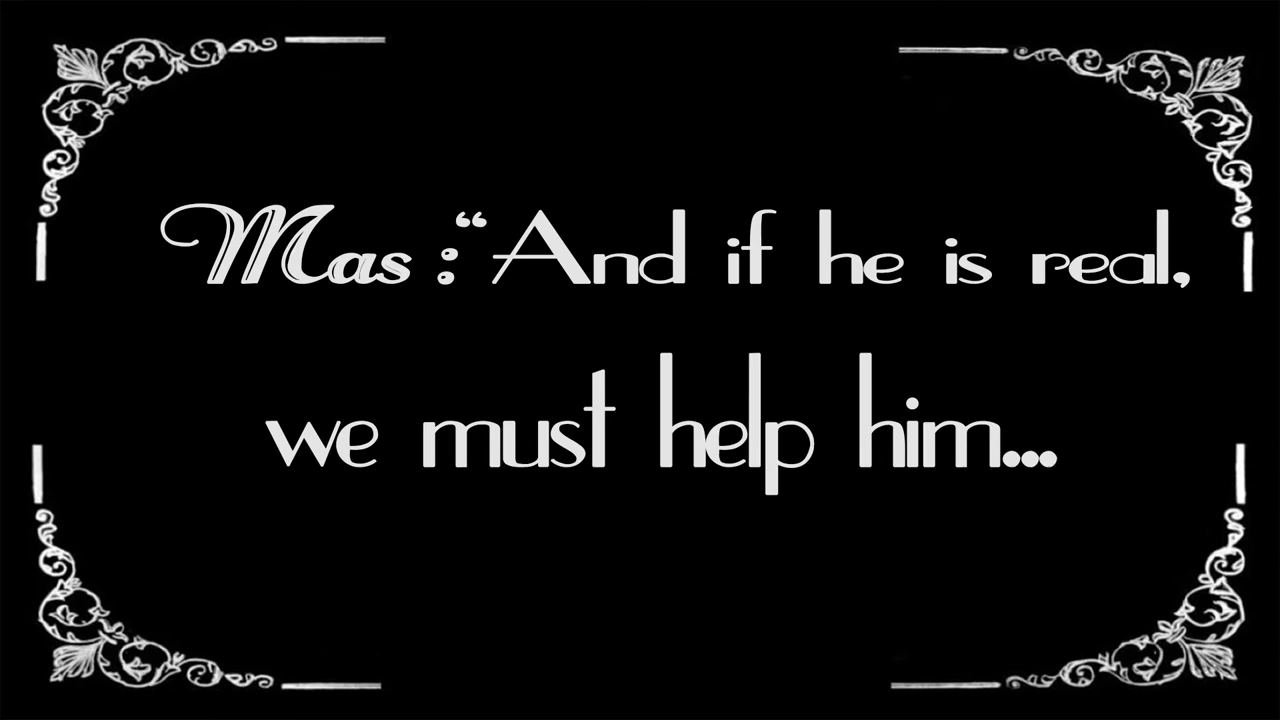 Mas :“And if he is real,
we must help him...